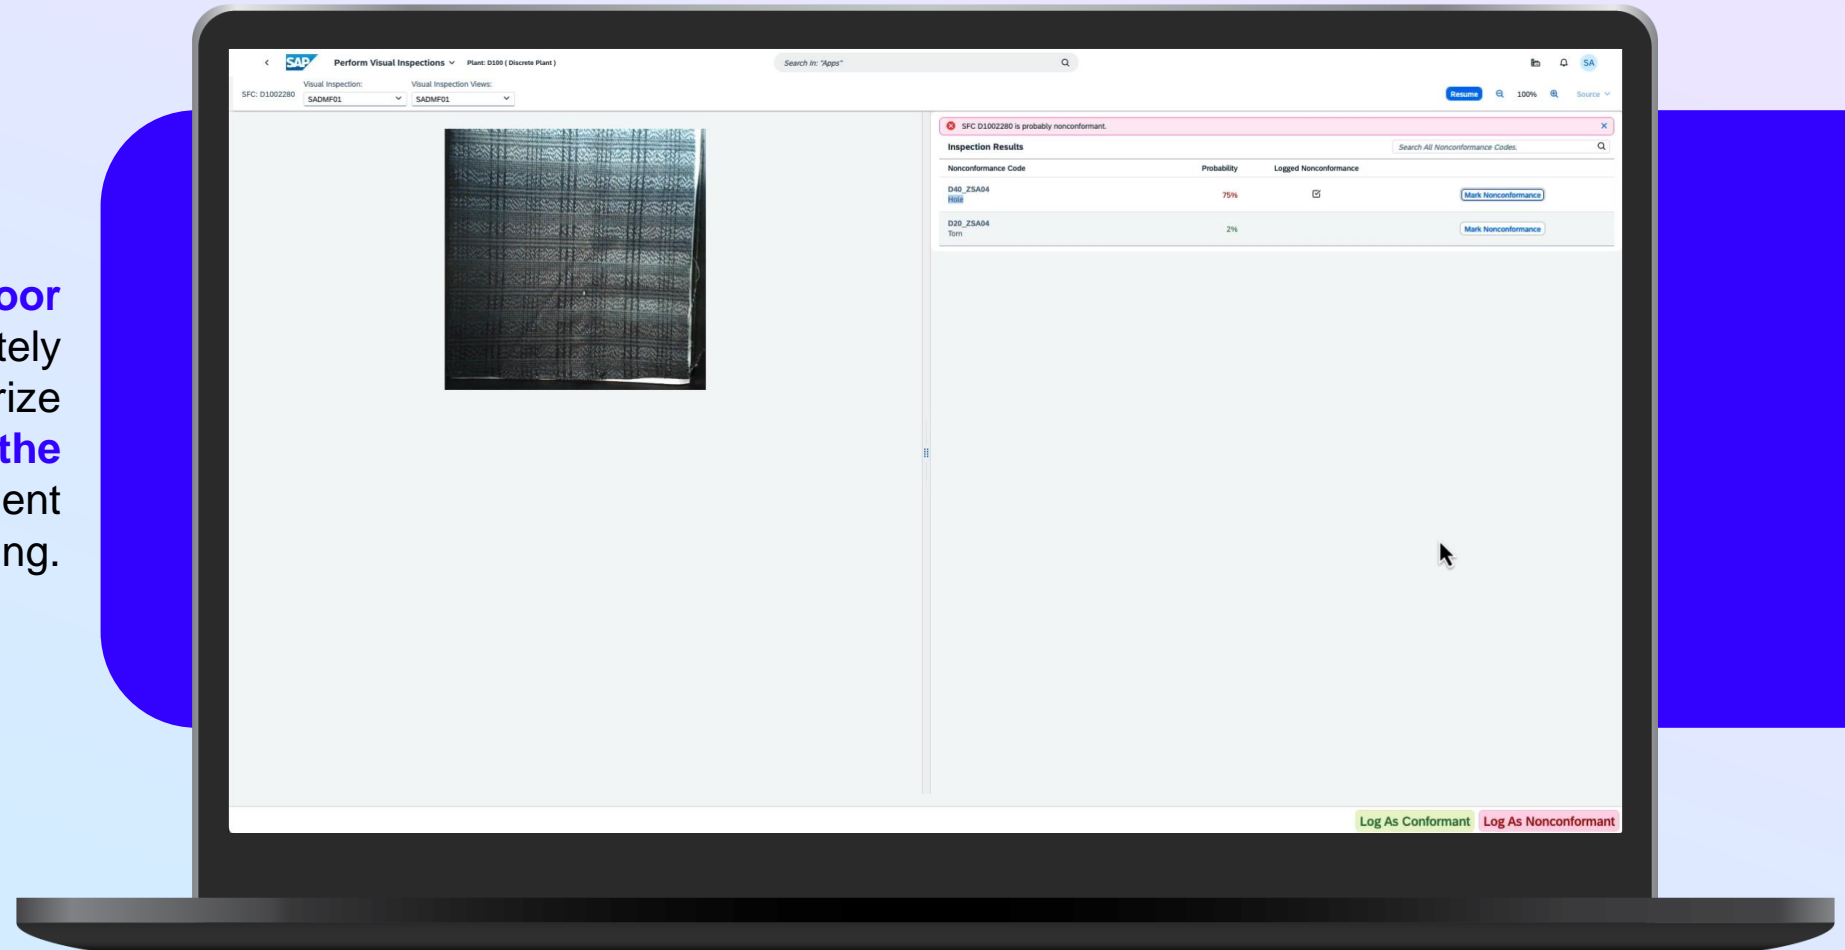 oor
tely
rize
the
ent
ing.
SAP Perform Visual Inspections Plant: D100 ( Discrete Plant ) Search In: "Apps" SA
SFC: D1002280 Visual Inspection: Visual Inspection Views:
SADMF01 SADMF01 Resume 100% Source
SFC D1002280 is probably nonconformant.
Inspection Results Search All Nonconformance Codes.
Nonconformance Code Probability Logged Nonconformance
D40_ZSA04 75% Mark Nonconformance
Hole
D20_ZSA04 2% Mark Nonconformance
Torn
Log As Conformant Log As Nonconformant